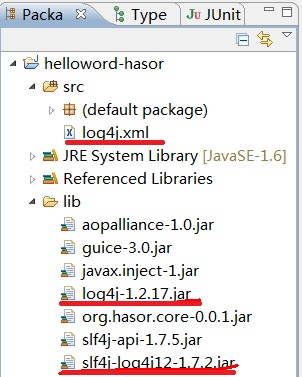 Packa Type JUnit
helloword-hasor
src
(default package)
log4j.xml
JRE System Library [JavaSE-1.6]
Referenced Libraries
lib
aopalliance-1.0.jar
guice-3.0.jar
javax.inject-1.jar
log4j-1.2.17.jar
org.hasor.core-0.0.1.jar
slf4j-api-1.7.5.jar
slf4j-log4j12-1.7.2.jar